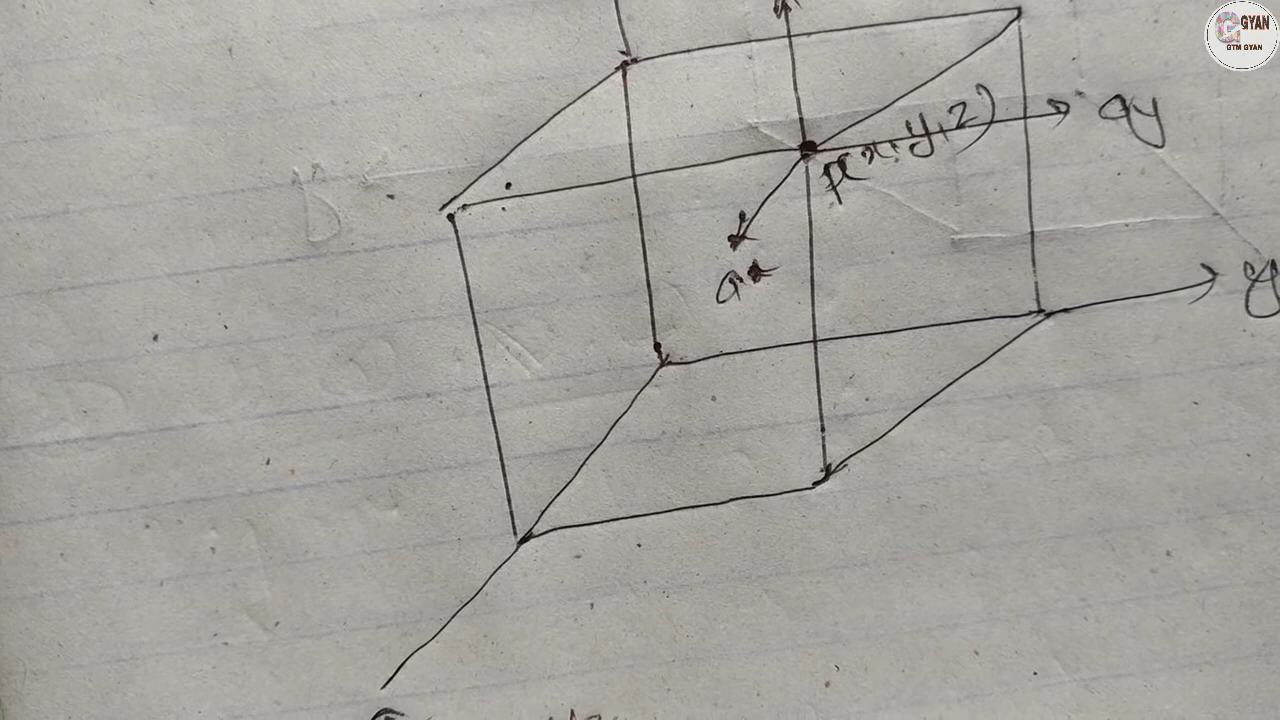 GYAN
GTM GYAN
ay
p(x, y, z)
ax
y